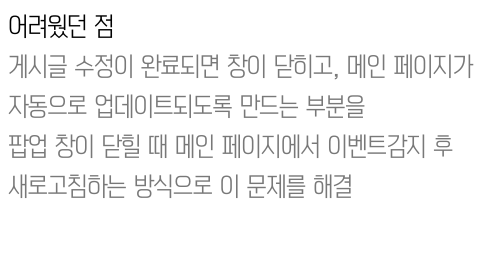 어려웠던 점
게시글 수정이 완료되면 창이 닫히고, 메인 페이지가
자동으로 업데이트되도록 만드는 부분을
팝업 창이 닫힐 때 메인 페이지에서 이벤트감지 후
새로고침하는 방식으로 이 문제를 해결